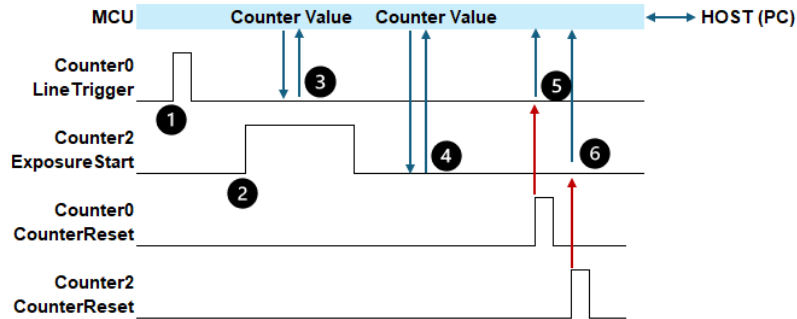 MCU Counter Value Counter Value HOST (PC)
Counter0
LineTrigger
3
5
1
Counter2
ExposureStart
4
6
2
Counter0
CounterReset
Counter2
CounterReset